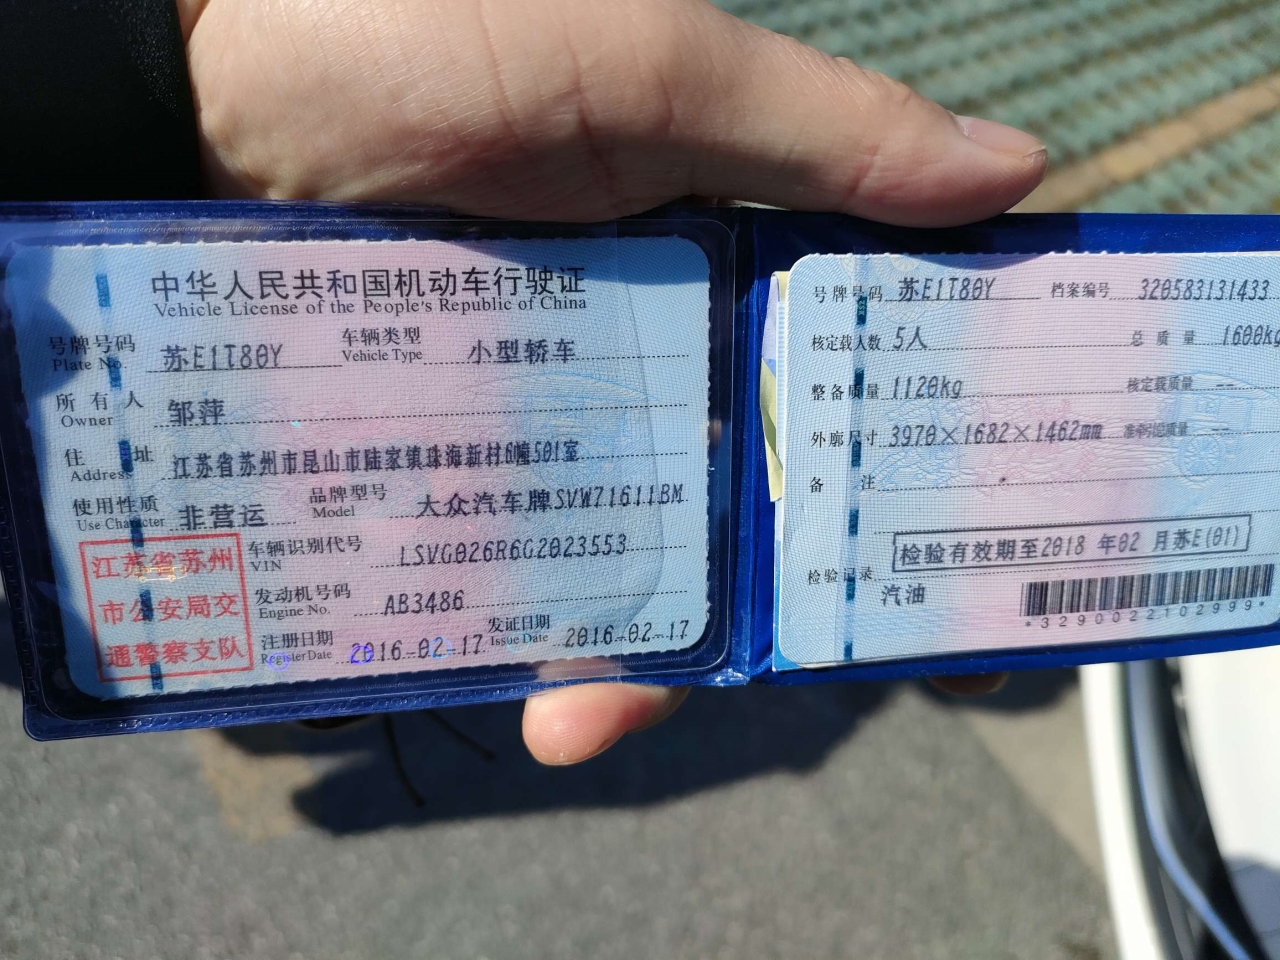 中华人民共和国机动车行驶证
Vehicle License of the People's Republic of China
号牌号码 苏E1T80Y 车辆类型 小型轿车
Plate No. Vehicle Type
所有人 邹萍
Owner
住址 江苏省苏州市昆山市陆家镇珠海新村6幢501室
Address
使用性质 非营运 品牌型号 大众汽车牌SVW71611BM
Use Character Model
江苏省苏州
市公安局交
通警察支队
车辆识别代号 LSVG026R6G2023553
VIN
发动机号码 AB3486
Engine No.
注册日期 2016-02-17 发证日期 2016-02-17
Register Date Issue Date
号牌号码 苏E1T80Y 档案编号 320583131433
核定载人数 5人 总质量 1600kg
整备质量 1120kg 核定载质量 --
外廓尺寸 3970×1682×1462mm 准牵引总质量 --
备注
检验有效期至2018年02月苏E(01)
检验记录
汽油
*3290022102999*